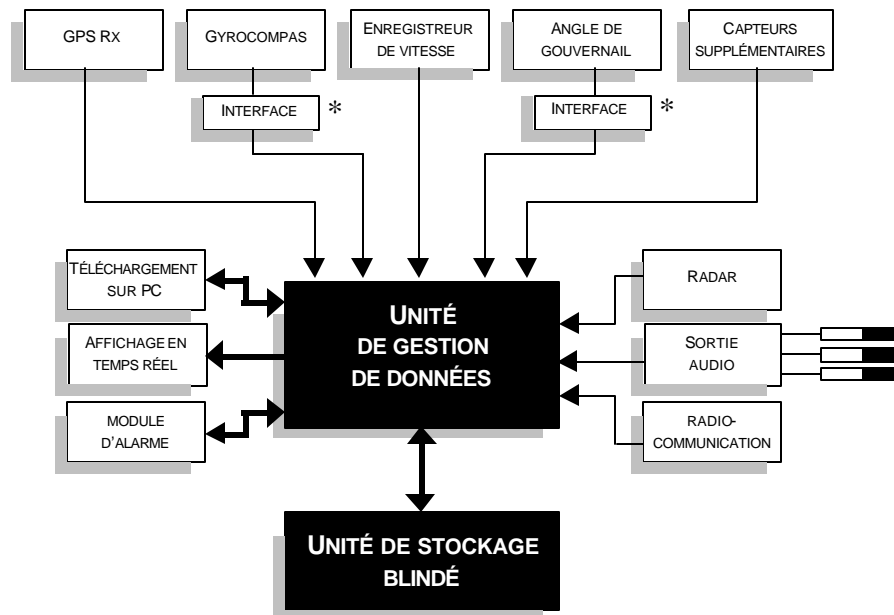 GPS RX
GYROCOMPAS
ENREGISTREUR
DE VITESSE
ANGLE DE
GOUVERNAIL
CAPTEURS
SUPPLÉMENTAIRES
INTERFACE *
INTERFACE *
TÉLÉCHARGEMENT
SUR PC
AFFICHAGE EN
TEMPS RÉEL
MODULE
D'ALARME
UNITÉ
DE GESTION
DE DONNÉES
RADAR
SORTIE
AUDIO
RADIO-
COMMUNICATION
UNITÉ DE STOCKAGE
BLINDÉ